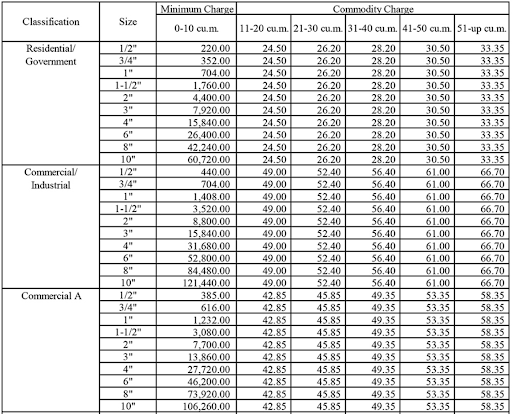 Classification Size Minimum Charge Commodity Charge
0-10 cu.m. 11-20 cu.m. 21-30 cu.m. 31-40 cu.m. 41-50 cu.m. 51-up cu.m.
Residential/ 1/2" 220.00 24.50 26.20 28.20 30.50 33.35
Government 3/4" 352.00 24.50 26.20 28.20 30.50 33.35
1" 704.00 24.50 26.20 28.20 30.50 33.35
1-1/2" 1,760.00 24.50 26.20 28.20 30.50 33.35
2" 4,400.00 24.50 26.20 28.20 30.50 33.35
3" 7,920.00 24.50 26.20 28.20 30.50 33.35
4" 15,840.00 24.50 26.20 28.20 30.50 33.35
6" 26,400.00 24.50 26.20 28.20 30.50 33.35
8" 42,240.00 24.50 26.20 28.20 30.50 33.35
10" 60,720.00 24.50 26.20 28.20 30.50 33.35
Commercial/ 1/2" 440.00 49.00 52.40 56.40 61.00 66.70
Industrial 3/4" 704.00 49.00 52.40 56.40 61.00 66.70
1" 1,408.00 49.00 52.40 56.40 61.00 66.70
1-1/2" 3,520.00 49.00 52.40 56.40 61.00 66.70
2" 8,800.00 49.00 52.40 56.40 61.00 66.70
3" 15,840.00 49.00 52.40 56.40 61.00 66.70
4" 31,680.00 49.00 52.40 56.40 61.00 66.70
6" 52,800.00 49.00 52.40 56.40 61.00 66.70
8" 84,480.00 49.00 52.40 56.40 61.00 66.70
10" 121,440.00 49.00 52.40 56.40 61.00 66.70
Commercial A 1/2" 385.00 42.85 45.85 49.35 53.35 58.35
3/4" 616.00 42.85 45.85 49.35 53.35 58.35
1" 1,232.00 42.85 45.85 49.35 53.35 58.35
1-1/2" 3,080.00 42.85 45.85 49.35 53.35 58.35
2" 7,700.00 42.85 45.85 49.35 53.35 58.35
3" 13,860.00 42.85 45.85 49.35 53.35 58.35
4" 27,720.00 42.85 45.85 49.35 53.35 58.35
6" 46,200.00 42.85 45.85 49.35 53.35 58.35
8" 73,920.00 42.85 45.85 49.35 53.35 58.35
10" 106,260.00 42.85 45.85 49.35 53.35 58.35